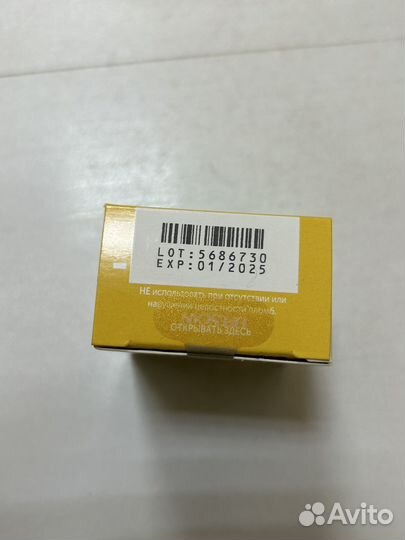 LOT:5686730
EXP:01/2025
НЕ использовать при отсутствии или
нарушении целостности пломб.
ОТКРЫВАТЬ ЗДЕСЬ
Avito